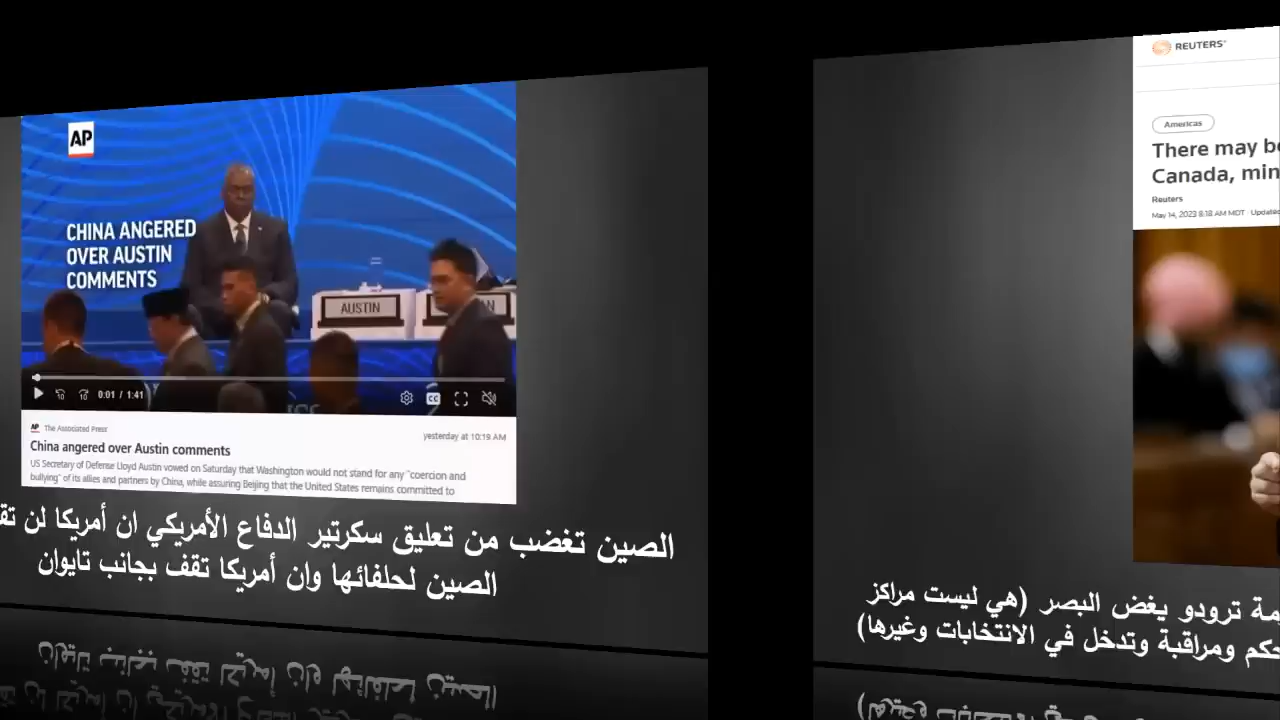 AP
CHINA ANGERED
OVER AUSTIN
COMMENTS
AUSTIN
0:01 / 1:41
CC
AP The Associated Press
yesterday at 10:19 AM
China angered over Austin comments
US Secretary of Defense Lloyd Austin vowed on Saturday that Washington would not stand for any "coercion and
bullying" of its allies and partners by China, while assuring Beijing that the United States remains committed to
الصين تغضب من تعليق سكرتير الدفاع الأمريكي ان أمريكا لن
الصين لحلفائها وان أمريكا تقف بجانب تايوان
REUTERS
Americas
There may be
Canada, min
Reuters
May 14, 2023 8:18 AM MDT · Updated
ترودو يغض البصر (هي ليست مراكز
حكم ومراقبة وتدخل في الانتخابات وغيرها)